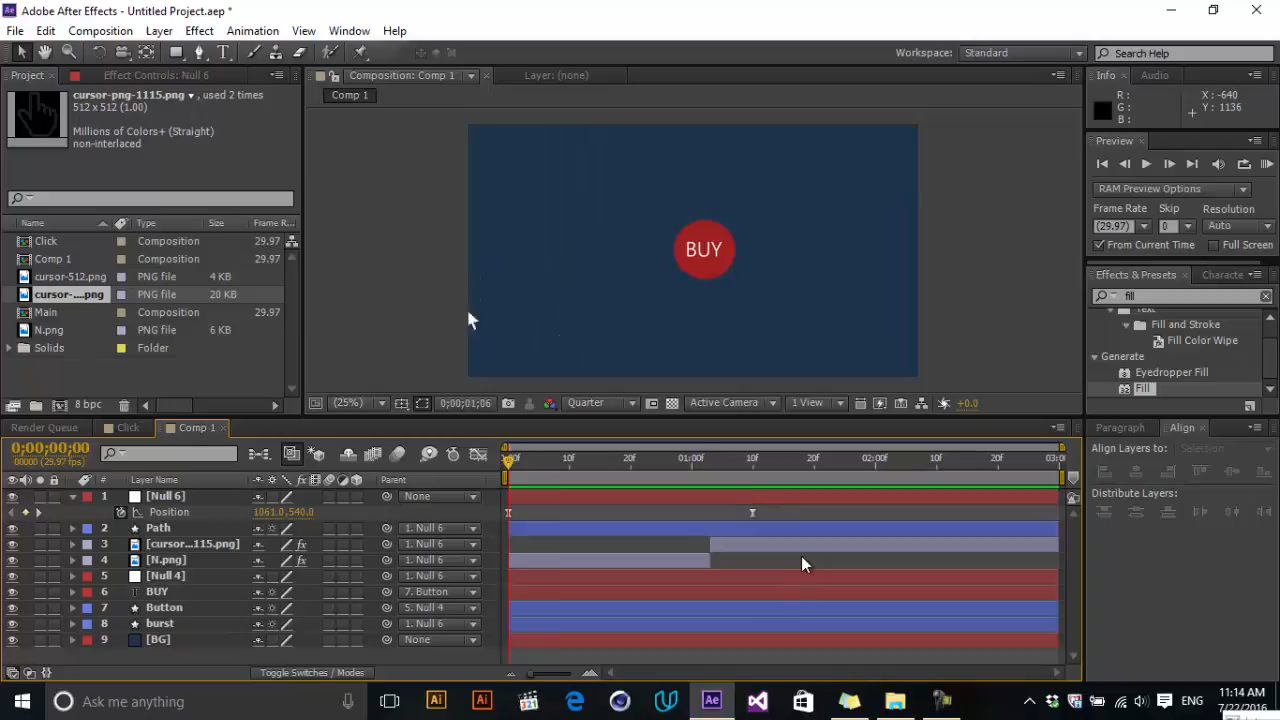 Adobe After Effects - Untitled Project.aep *
File Edit Composition Layer Effect Animation View Window Help
Workspace: Standard Search Help
Project Effect Controls: Null 6 Composition: Comp 1 Layer: (none) Info Audio
cursor-png-1115.png , used 2 times
512 x 512 (1.00)
Millions of Colors+ (Straight)
non-interlaced
Comp 1
R :
G :
B :
X : -640
Y : 1136
Preview
RAM Preview Options
Frame Rate Skip Resolution
(29.97) 0 Auto
From Current Time Full Screen
Effects & Presets Characte
fill
Text
Fill and Stroke
Fill Color Wipe
Generate
Eyedropper Fill
Fill
Name Type Size Frame R...
Click Composition 29.97
Comp 1 Composition 29.97
cursor-512.png PNG file 4 KB
cursor-....png PNG file 20 KB
Main Composition 29.97
N.png PNG file 6 KB
Solids Folder
8 bpc
BUY
(25%) 0;00;01;06 Quarter Active Camera 1 View +0.0
Render Queue Click Comp 1
0;00;00;00
00000 (29.97 fps)
10f 20f 01:00f 10f 20f 02:00f 10f 20f 03:0
# Layer Name Parent
1 [Null 6] None
Position 1061.0,540.0
2 Path 1. Null 6
3 [cursor...115.png] fx 1. Null 6
4 [N.png] fx 1. Null 6
5 [Null 4] 1. Null 6
6 BUY 7. Button
7 Button 5. Null 4
8 burst 1. Null 6
9 [BG] None
Toggle Switches / Modes
Paragraph Align
Align Layers to: Selection
Distribute Layers:
Ask me anything
11:14 AM
7/22/2016